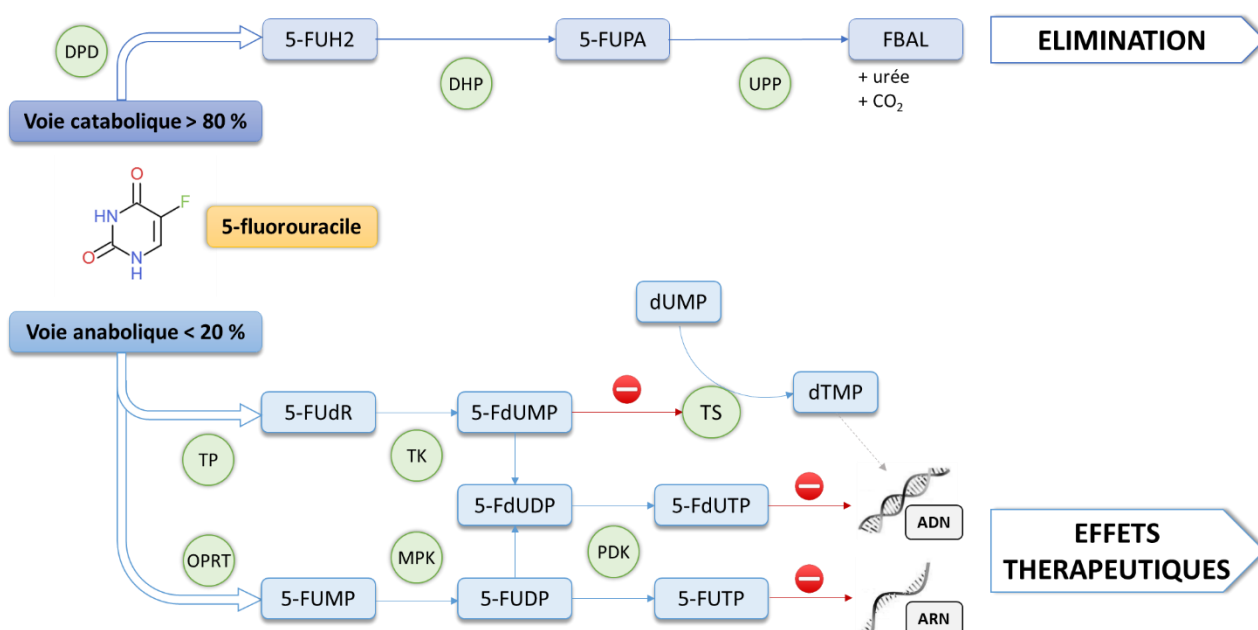 DPD
5-FUH2
5-FUPA
FBAL
ELIMINATION
DHP
UPP
+ urée
+ CO₂
Voie catabolique > 80 %
O
F
HN
O
N
H
5-fluorouracile
dUMP
Voie anabolique < 20 %
dTMP
5-FUdR
5-FdUMP
TS
TP
TK
5-FdUDP
5-FdUTP
ADN
OPRT
MPK
PDK
EFFETS
THERAPEUTIQUES
5-FUMP
5-FUDP
5-FUTP
ARN